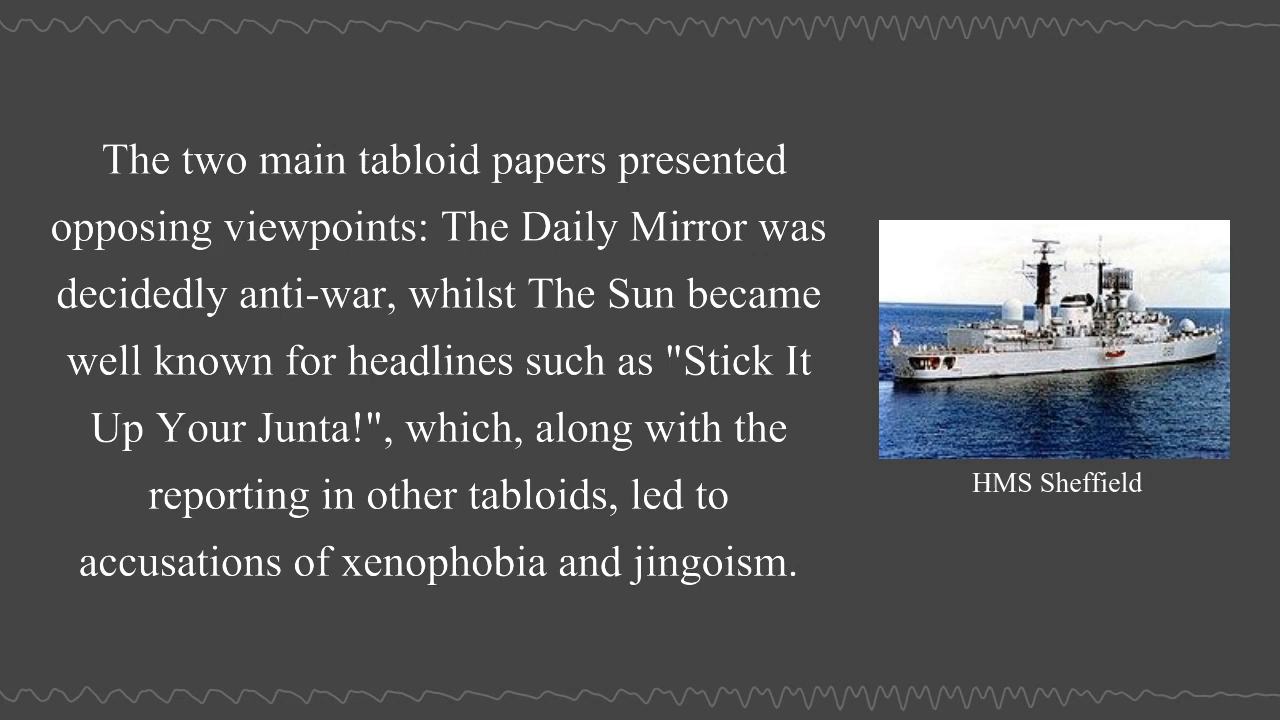 The two main tabloid papers presented
opposing viewpoints: The Daily Mirror was
decidedly anti-war, whilst The Sun became
well known for headlines such as "Stick It
Up Your Junta!", which, along with the
reporting in other tabloids, led to
accusations of xenophobia and jingoism.
HMS Sheffield